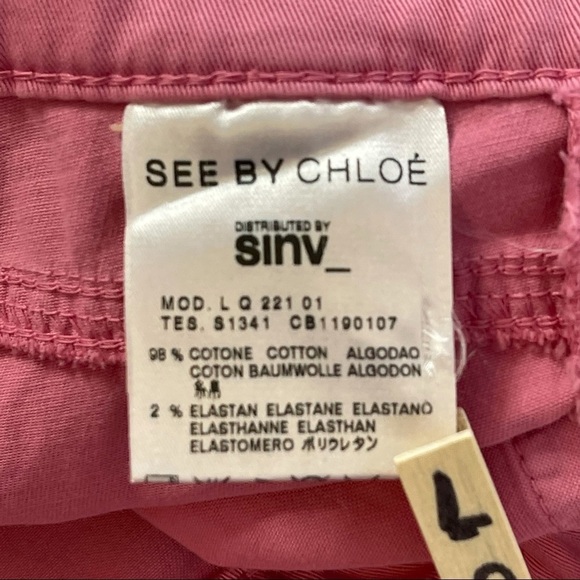 SEE BY CHLOÉ
DISTRIBUTED BY
sinv_
MOD. L Q 221 01
TES. S1341 CB1190107
98 % COTONE COTTON ALGODAO
COTON BAUMWOLLE ALGODON
綿
2 % ELASTAN ELASTANE ELASTANO
ELASTHANNE ELASTHAN
ELASTOMERO ポリウレタン